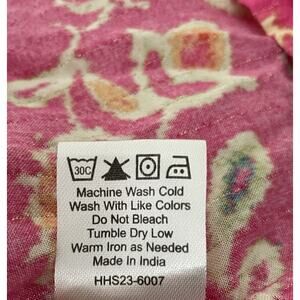 30C
Machine Wash Cold
Wash With Like Colors
Do Not Bleach
Tumble Dry Low
Warm Iron as Needed
Made In India
HHS23-6007